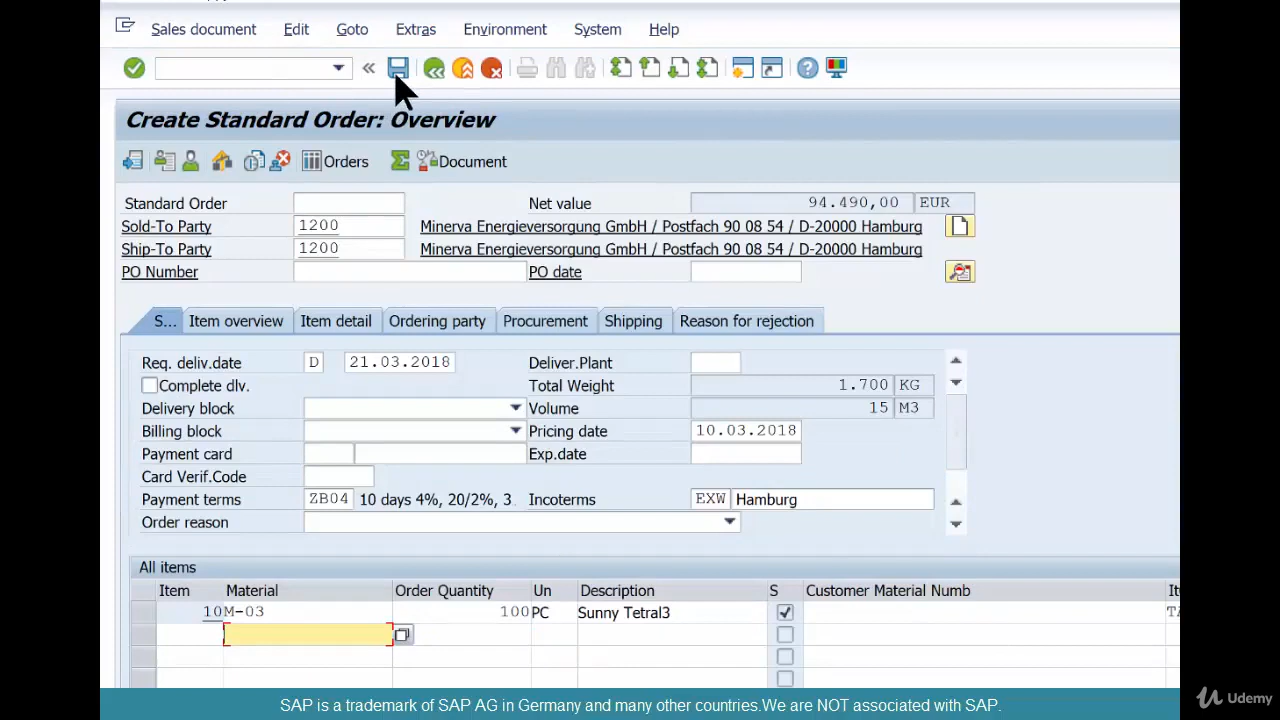 Sales document Edit Goto Extras Environment System Help
Create Standard Order: Overview
Orders Document
Standard Order Net value 94.490,00 EUR
Sold-To Party 1200 Minerva Energieversorgung GmbH / Postfach 90 08 54 / D-20000 Hamburg
Ship-To Party 1200 Minerva Energieversorgung GmbH / Postfach 90 08 54 / D-20000 Hamburg
PO Number PO date
S... Item overview Item detail Ordering party Procurement Shipping Reason for rejection
Req. deliv.date D 21.03.2018 Deliver.Plant
Complete dlv. Total Weight 1.700 KG
Delivery block Volume 15 M3
Billing block Pricing date 10.03.2018
Payment card Exp.date
Card Verif.Code
Payment terms ZB04 10 days 4%, 20/2%, 3 Incoterms EXW Hamburg
Order reason
All items
Item Material Order Quantity Un Description S Customer Material Numb It
10 M-03 100 PC Sunny Tetral3 TA
SAP is a trademark of SAP AG in Germany and many other countries.We are NOT associated with SAP.
Udemy